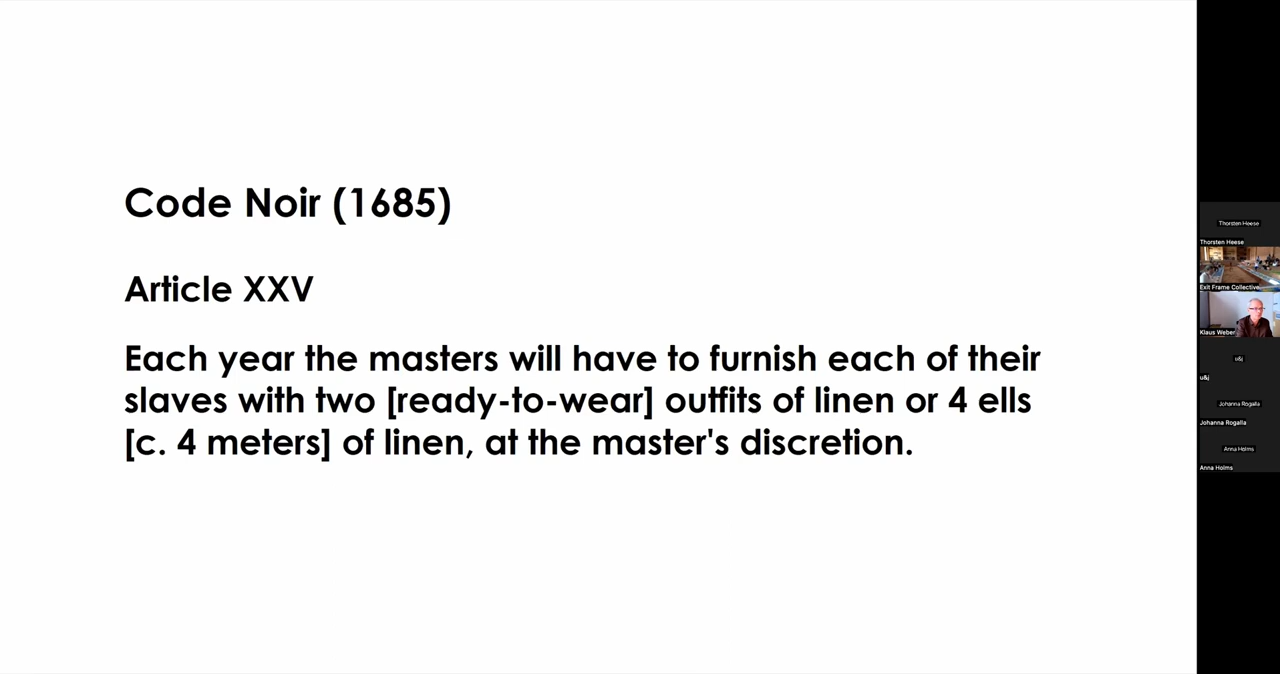 Code Noir (1685)
Article XXV
Each year the masters will have to furnish each of their
slaves with two [ready-to-wear] outfits of linen or 4 ells
[c. 4 meters] of linen, at the master's discretion.
Thorsten Heese
Thorsten Heese
Exit Frame Collective
Klaus Weber
u&j
u&j
Johanna Rogalla
Johanna Rogalla
Anna Holms
Anna Holms